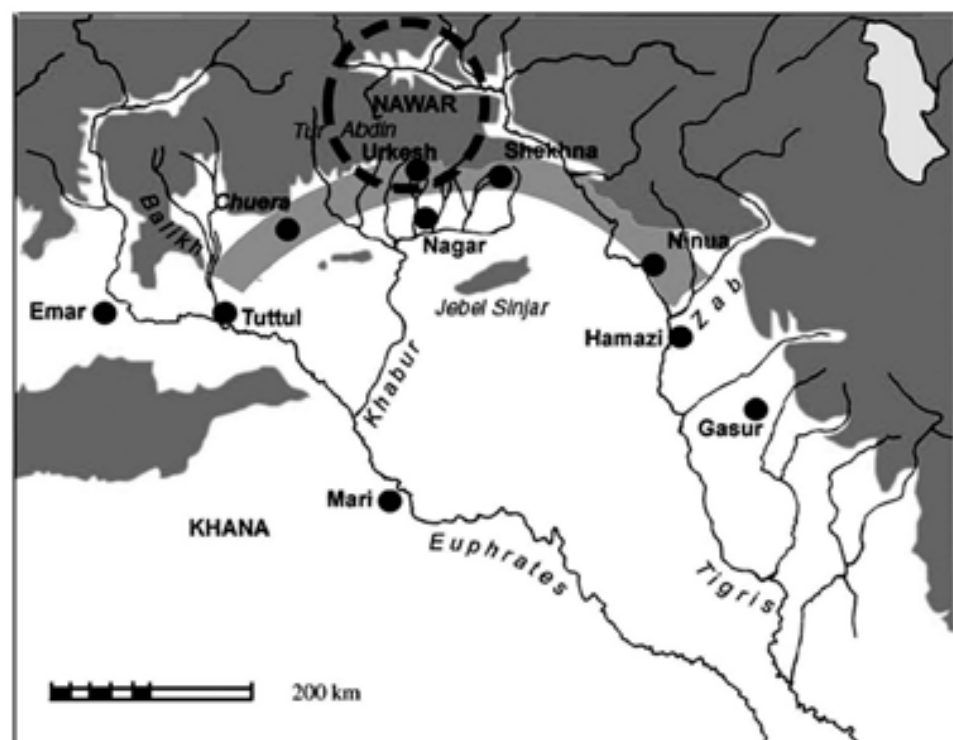 NAWAR
Tur Abdin
Urkesh
Shekhna
Chuera
Balikh
Nagar
Ninua
Jebel Sinjar
Emar
Tuttul
Zab
Hamazi
Khabur
Gasur
Mari
KHANA
Euphrates
Tigris
200 km